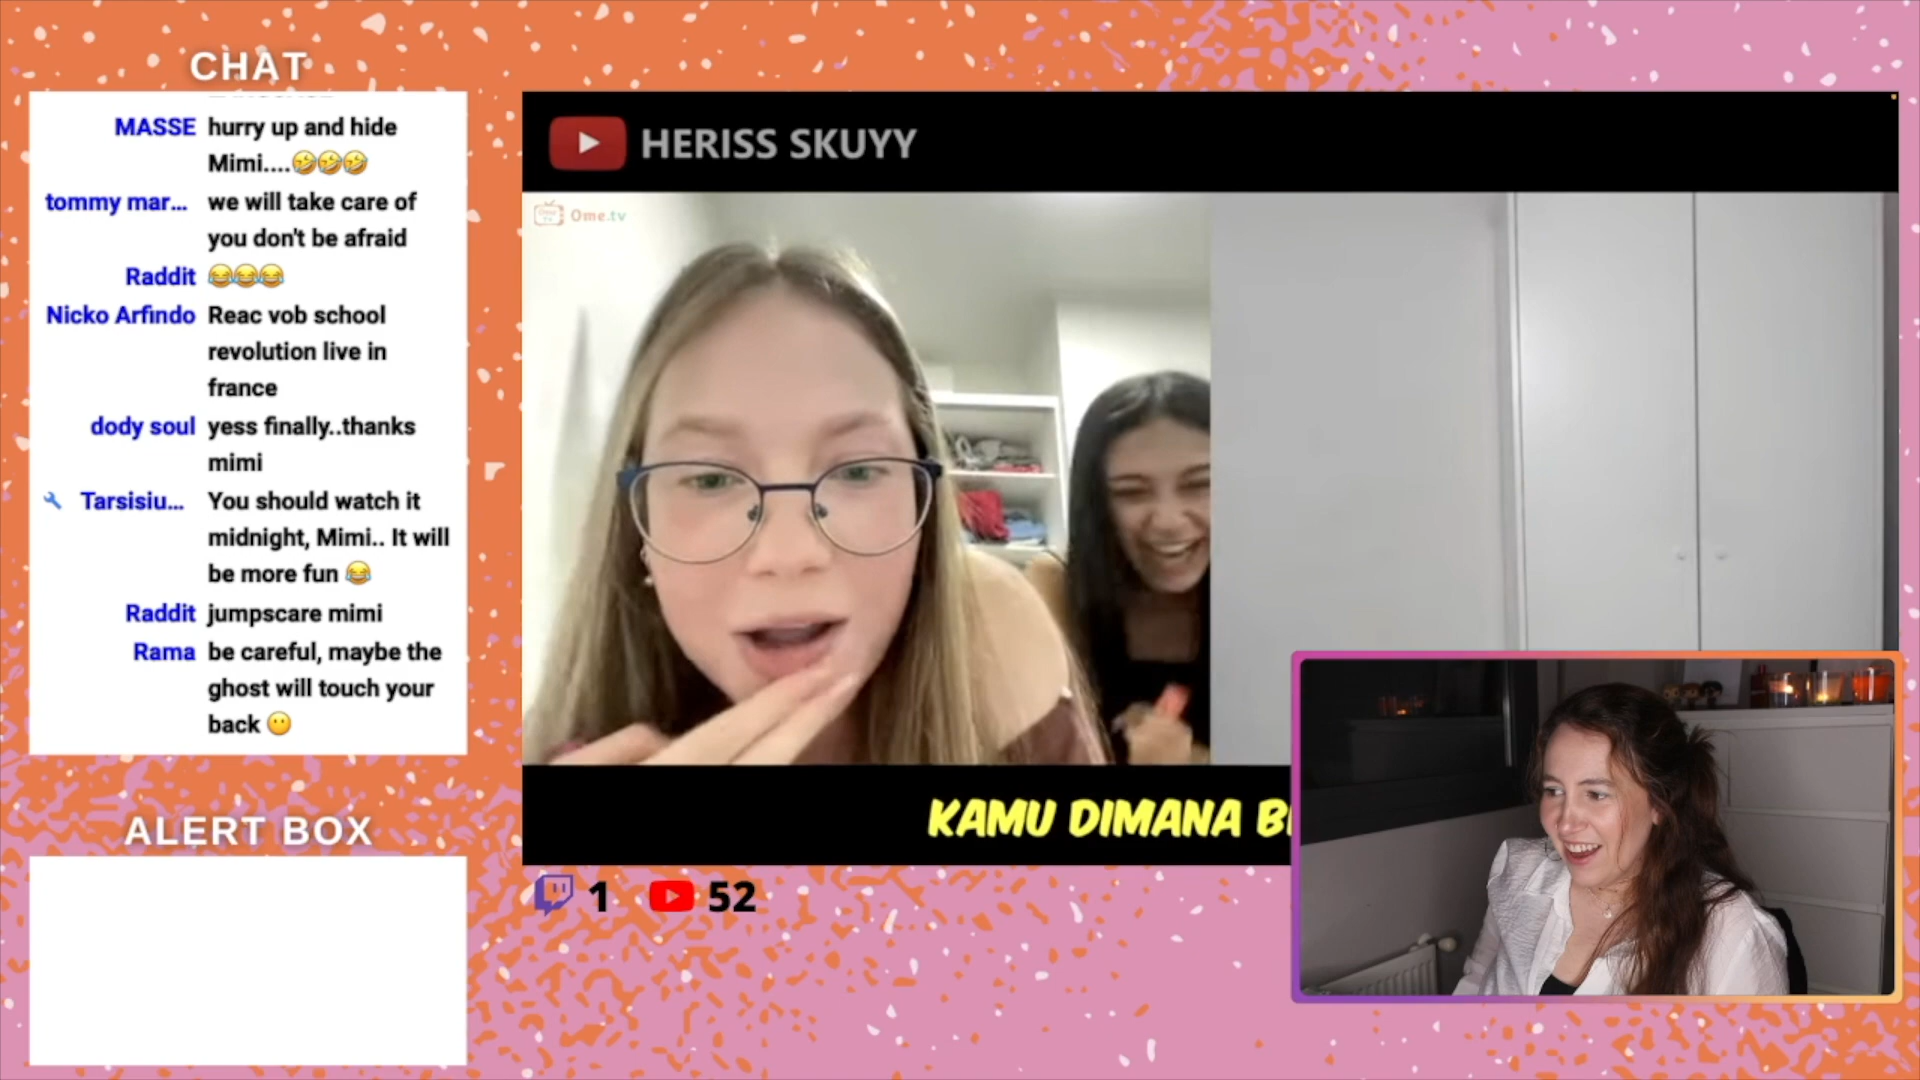 CHAT
MASSE hurry up and hide
Mimi....🤣🤣🤣
tommy mar... we will take care of
you don't be afraid
Raddit 😂😂😂
Nicko Arfindo Reac vob school
revolution live in
france
dody soul yess finally..thanks
mimi
Tarsisiu... You should watch it
midnight, Mimi.. It will
be more fun 😂
Raddit jumpscare mimi
Rama be careful, maybe the
ghost will touch your
back 😶
ALERT BOX
HERISS SKUYY
Ome.tv
KAMU DIMANA
1 52